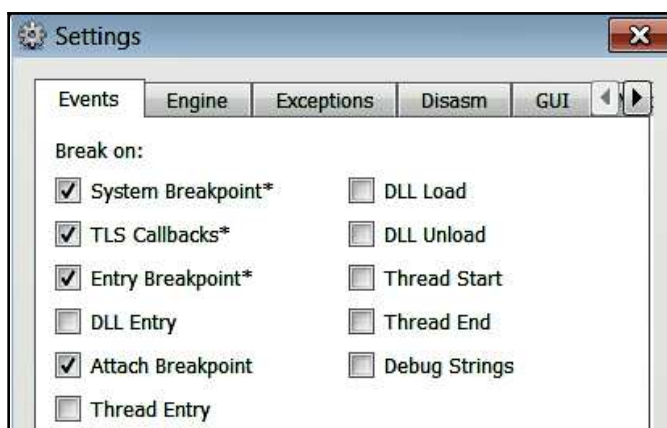 Settings
Events Engine Exceptions Disasm GUI
Break on:
System Breakpoint* DLL Load
TLS Callbacks* DLL Unload
Entry Breakpoint* Thread Start
DLL Entry Thread End
Attach Breakpoint Debug Strings
Thread Entry